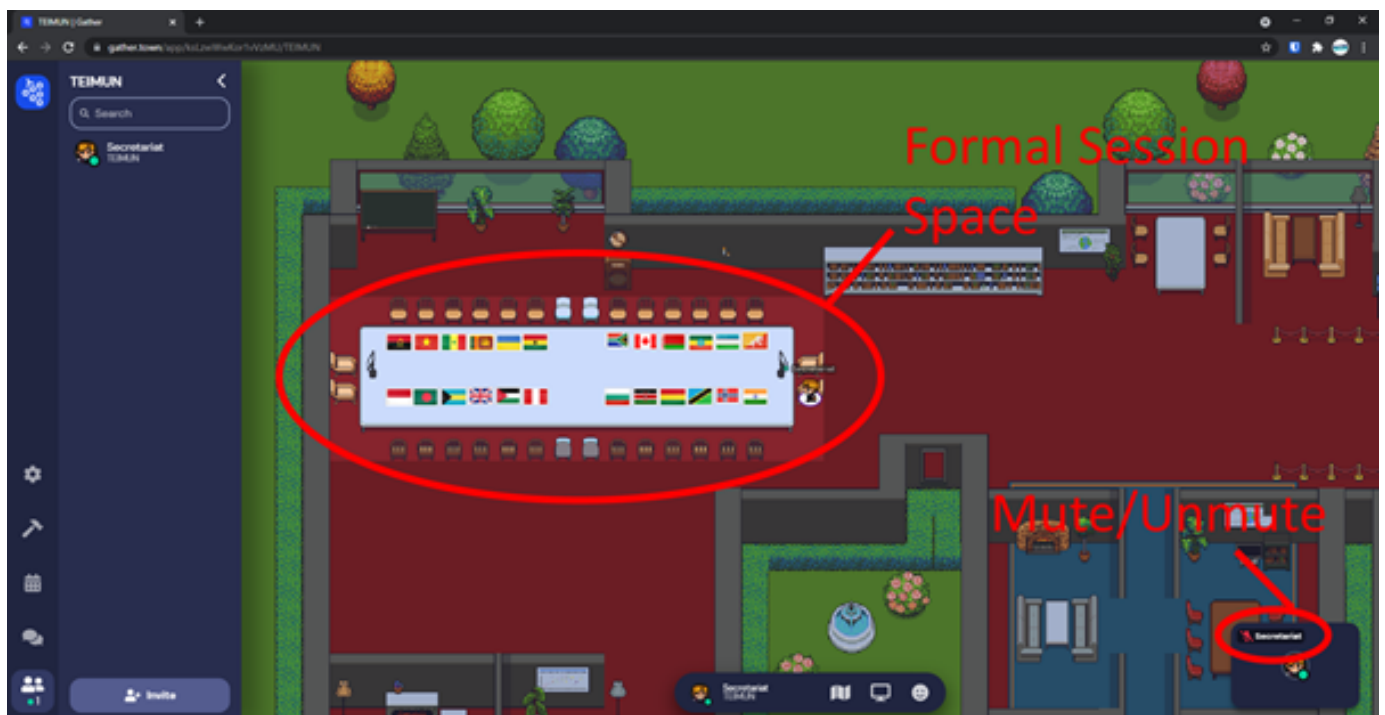 TEIMUN | Gather
gather.town/app/
TEIMUN
Search
Secretariat
TEIMUN
Formal Session
Space
Mute/Unmute
Secretariat
Invite
Secretariat
TEIMUN